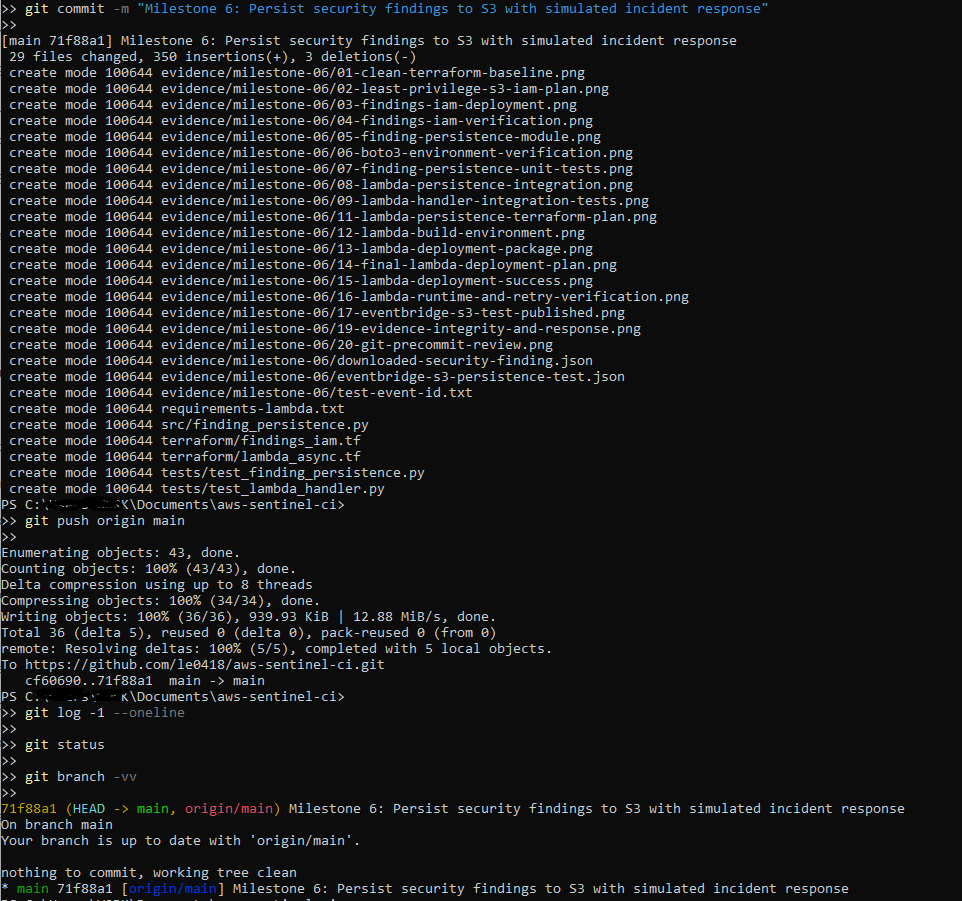 >> git commit -m "Milestone 6: Persist security findings to S3 with simulated incident response"
>>
[main 71f88a1] Milestone 6: Persist security findings to S3 with simulated incident response
 29 files changed, 350 insertions(+), 3 deletions(-)
 create mode 100644 evidence/milestone-06/01-clean-terraform-baseline.png
 create mode 100644 evidence/milestone-06/02-least-privilege-s3-iam-plan.png
 create mode 100644 evidence/milestone-06/03-findings-iam-deployment.png
 create mode 100644 evidence/milestone-06/04-findings-iam-verification.png
 create mode 100644 evidence/milestone-06/05-finding-persistence-module.png
 create mode 100644 evidence/milestone-06/06-boto3-environment-verification.png
 create mode 100644 evidence/milestone-06/07-finding-persistence-unit-tests.png
 create mode 100644 evidence/milestone-06/08-lambda-persistence-integration.png
 create mode 100644 evidence/milestone-06/09-lambda-handler-integration-tests.png
 create mode 100644 evidence/milestone-06/11-lambda-persistence-terraform-plan.png
 create mode 100644 evidence/milestone-06/12-lambda-build-environment.png
 create mode 100644 evidence/milestone-06/13-lambda-deployment-package.png
 create mode 100644 evidence/milestone-06/14-final-lambda-deployment-plan.png
 create mode 100644 evidence/milestone-06/15-lambda-deployment-success.png
 create mode 100644 evidence/milestone-06/16-lambda-runtime-and-retry-verification.png
 create mode 100644 evidence/milestone-06/17-eventbridge-s3-test-published.png
 create mode 100644 evidence/milestone-06/19-evidence-integrity-and-response.png
 create mode 100644 evidence/milestone-06/20-git-precommit-review.png
 create mode 100644 evidence/milestone-06/downloaded-security-finding.json
 create mode 100644 evidence/milestone-06/eventbridge-s3-persistence-test.json
 create mode 100644 evidence/milestone-06/test-event-id.txt
 create mode 100644 requirements-lambda.txt
 create mode 100644 src/finding_persistence.py
 create mode 100644 terraform/findings_iam.tf
 create mode 100644 terraform/lambda_async.tf
 create mode 100644 tests/test_finding_persistence.py
 create mode 100644 tests/test_lambda_handler.py
PS C:\ K\Documents\aws-sentinel-ci>
>> git push origin main
>>
Enumerating objects: 43, done.
Counting objects: 100% (43/43), done.
Delta compression using up to 8 threads
Compressing objects: 100% (34/34), done.
Writing objects: 100% (36/36), 939.93 KiB | 12.88 MiB/s, done.
Total 36 (delta 5), reused 0 (delta 0), pack-reused 0 (from 0)
remote: Resolving deltas: 100% (5/5), completed with 5 local objects.
To https://github.com/le0418/aws-sentinel-ci.git
   cf60690..71f88a1  main -> main
PS C: K\Documents\aws-sentinel-ci>
>> git log -1 --oneline
>>
>> git status
>>
>> git branch -vv
>>
71f88a1 (HEAD -> main, origin/main) Milestone 6: Persist security findings to S3 with simulated incident response
On branch main
Your branch is up to date with 'origin/main'.
nothing to commit, working tree clean
* main 71f88a1 [origin/main] Milestone 6: Persist security findings to S3 with simulated incident response